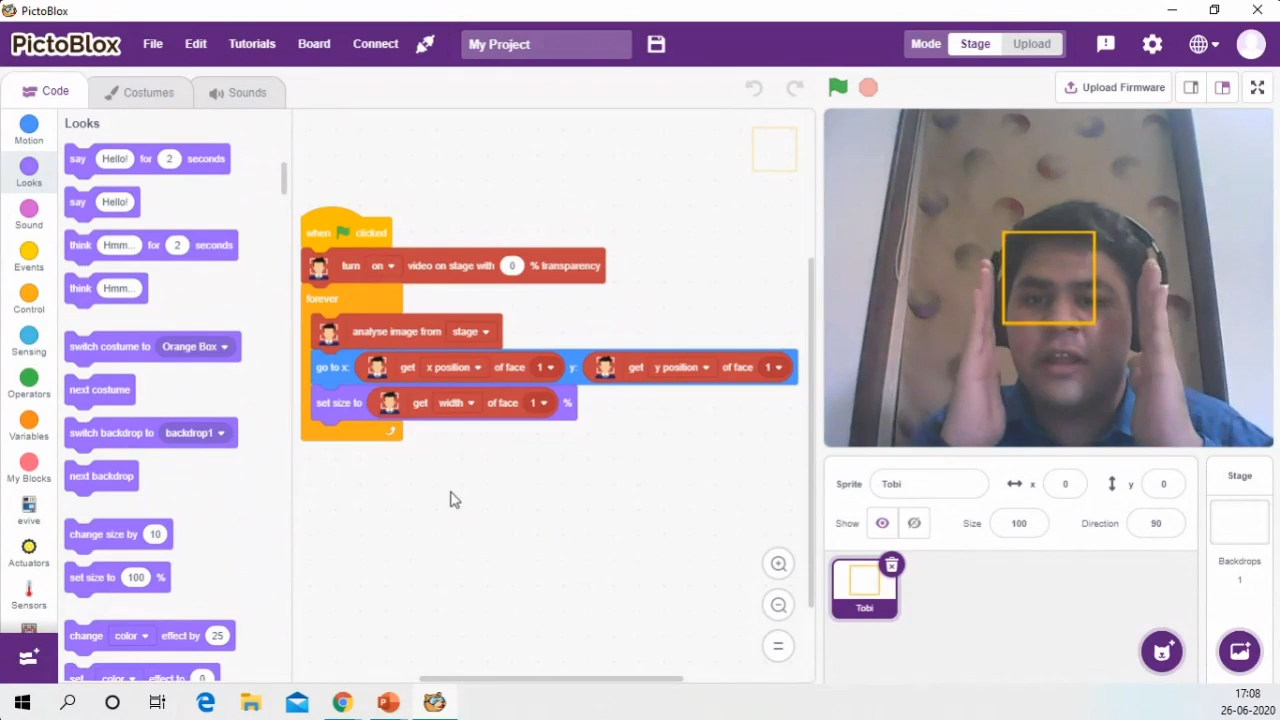 PictoBlox
PictoBlox File Edit Tutorials Board Connect My Project Mode Stage Upload
Code Costumes Sounds Upload Firmware
Motion
Looks
Sound
Events
Control
Sensing
Operators
Variables
My Blocks
evive
Actuators
Sensors
Looks
say Hello! for 2 seconds
say Hello!
think Hmm... for 2 seconds
think Hmm...
switch costume to Orange Box
next costume
switch backdrop to backdrop1
next backdrop
change size by 10
set size to 100 %
change color effect by 25
set color effect to 0
when clicked
turn on video on stage with 0 % transparency
forever
analyse image from stage
go to x: get x position of face 1 y: get y position of face 1
set size to get width of face 1 %
Sprite Tobi x 0 y 0
Show Size 100 Direction 90
Tobi
Stage
Backdrops
1
17:08
26-06-2020